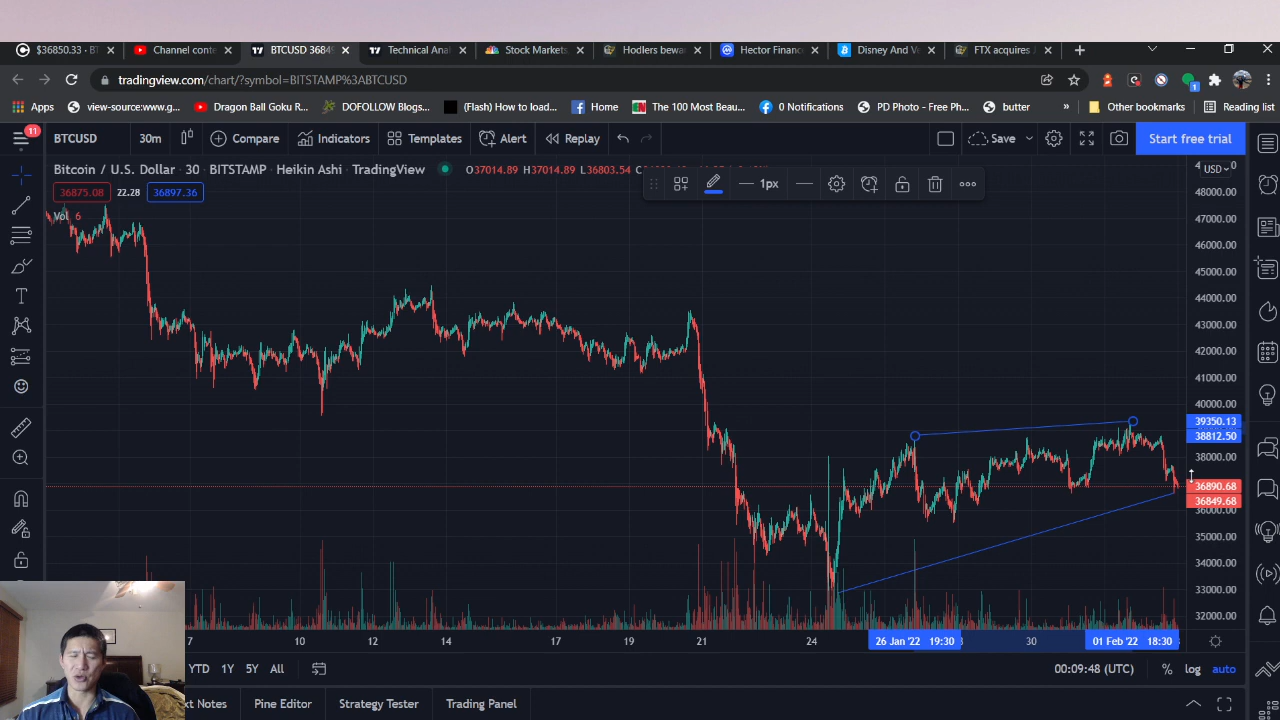 $36850.33 · BT
Channel conte
BTCUSD 3684
Technical Anal
Stock Markets,
Hodlers bewa
Hector Financ
Disney And Ve
FTX acquires J
tradingview.com/chart/?symbol=BITSTAMP%3ABTCUSD
Apps
view-source:www.g...
Dragon Ball Goku R...
DOFOLLOW Blogs...
(Flash) How to load...
Home
The 100 Most Beau...
0 Notifications
PD Photo - Free Ph...
butter
»
Other bookmarks
Reading list
11
BTCUSD
30m
Compare
Indicators
Templates
Alert
Replay
Save
Start free trial
Bitcoin / U.S. Dollar · 30 · BITSTAMP · Heikin Ashi · TradingView
O37014.89 H37014.89 L36803.54
1px
USD
36875.08
22.28
36897.36
Vol 6
48000.00
47000.00
46000.00
45000.00
44000.00
43000.00
42000.00
41000.00
40000.00
39350.13
38812.50
38000.00
36890.68
36849.68
36000.00
35000.00
34000.00
33000.00
32000.00
7
10
12
14
17
19
21
24
26 Jan '22 19:30
30
01 Feb '22 18:30
YTD
1Y
5Y
All
00:09:48 (UTC)
%
log
auto
xt Notes
Pine Editor
Strategy Tester
Trading Panel